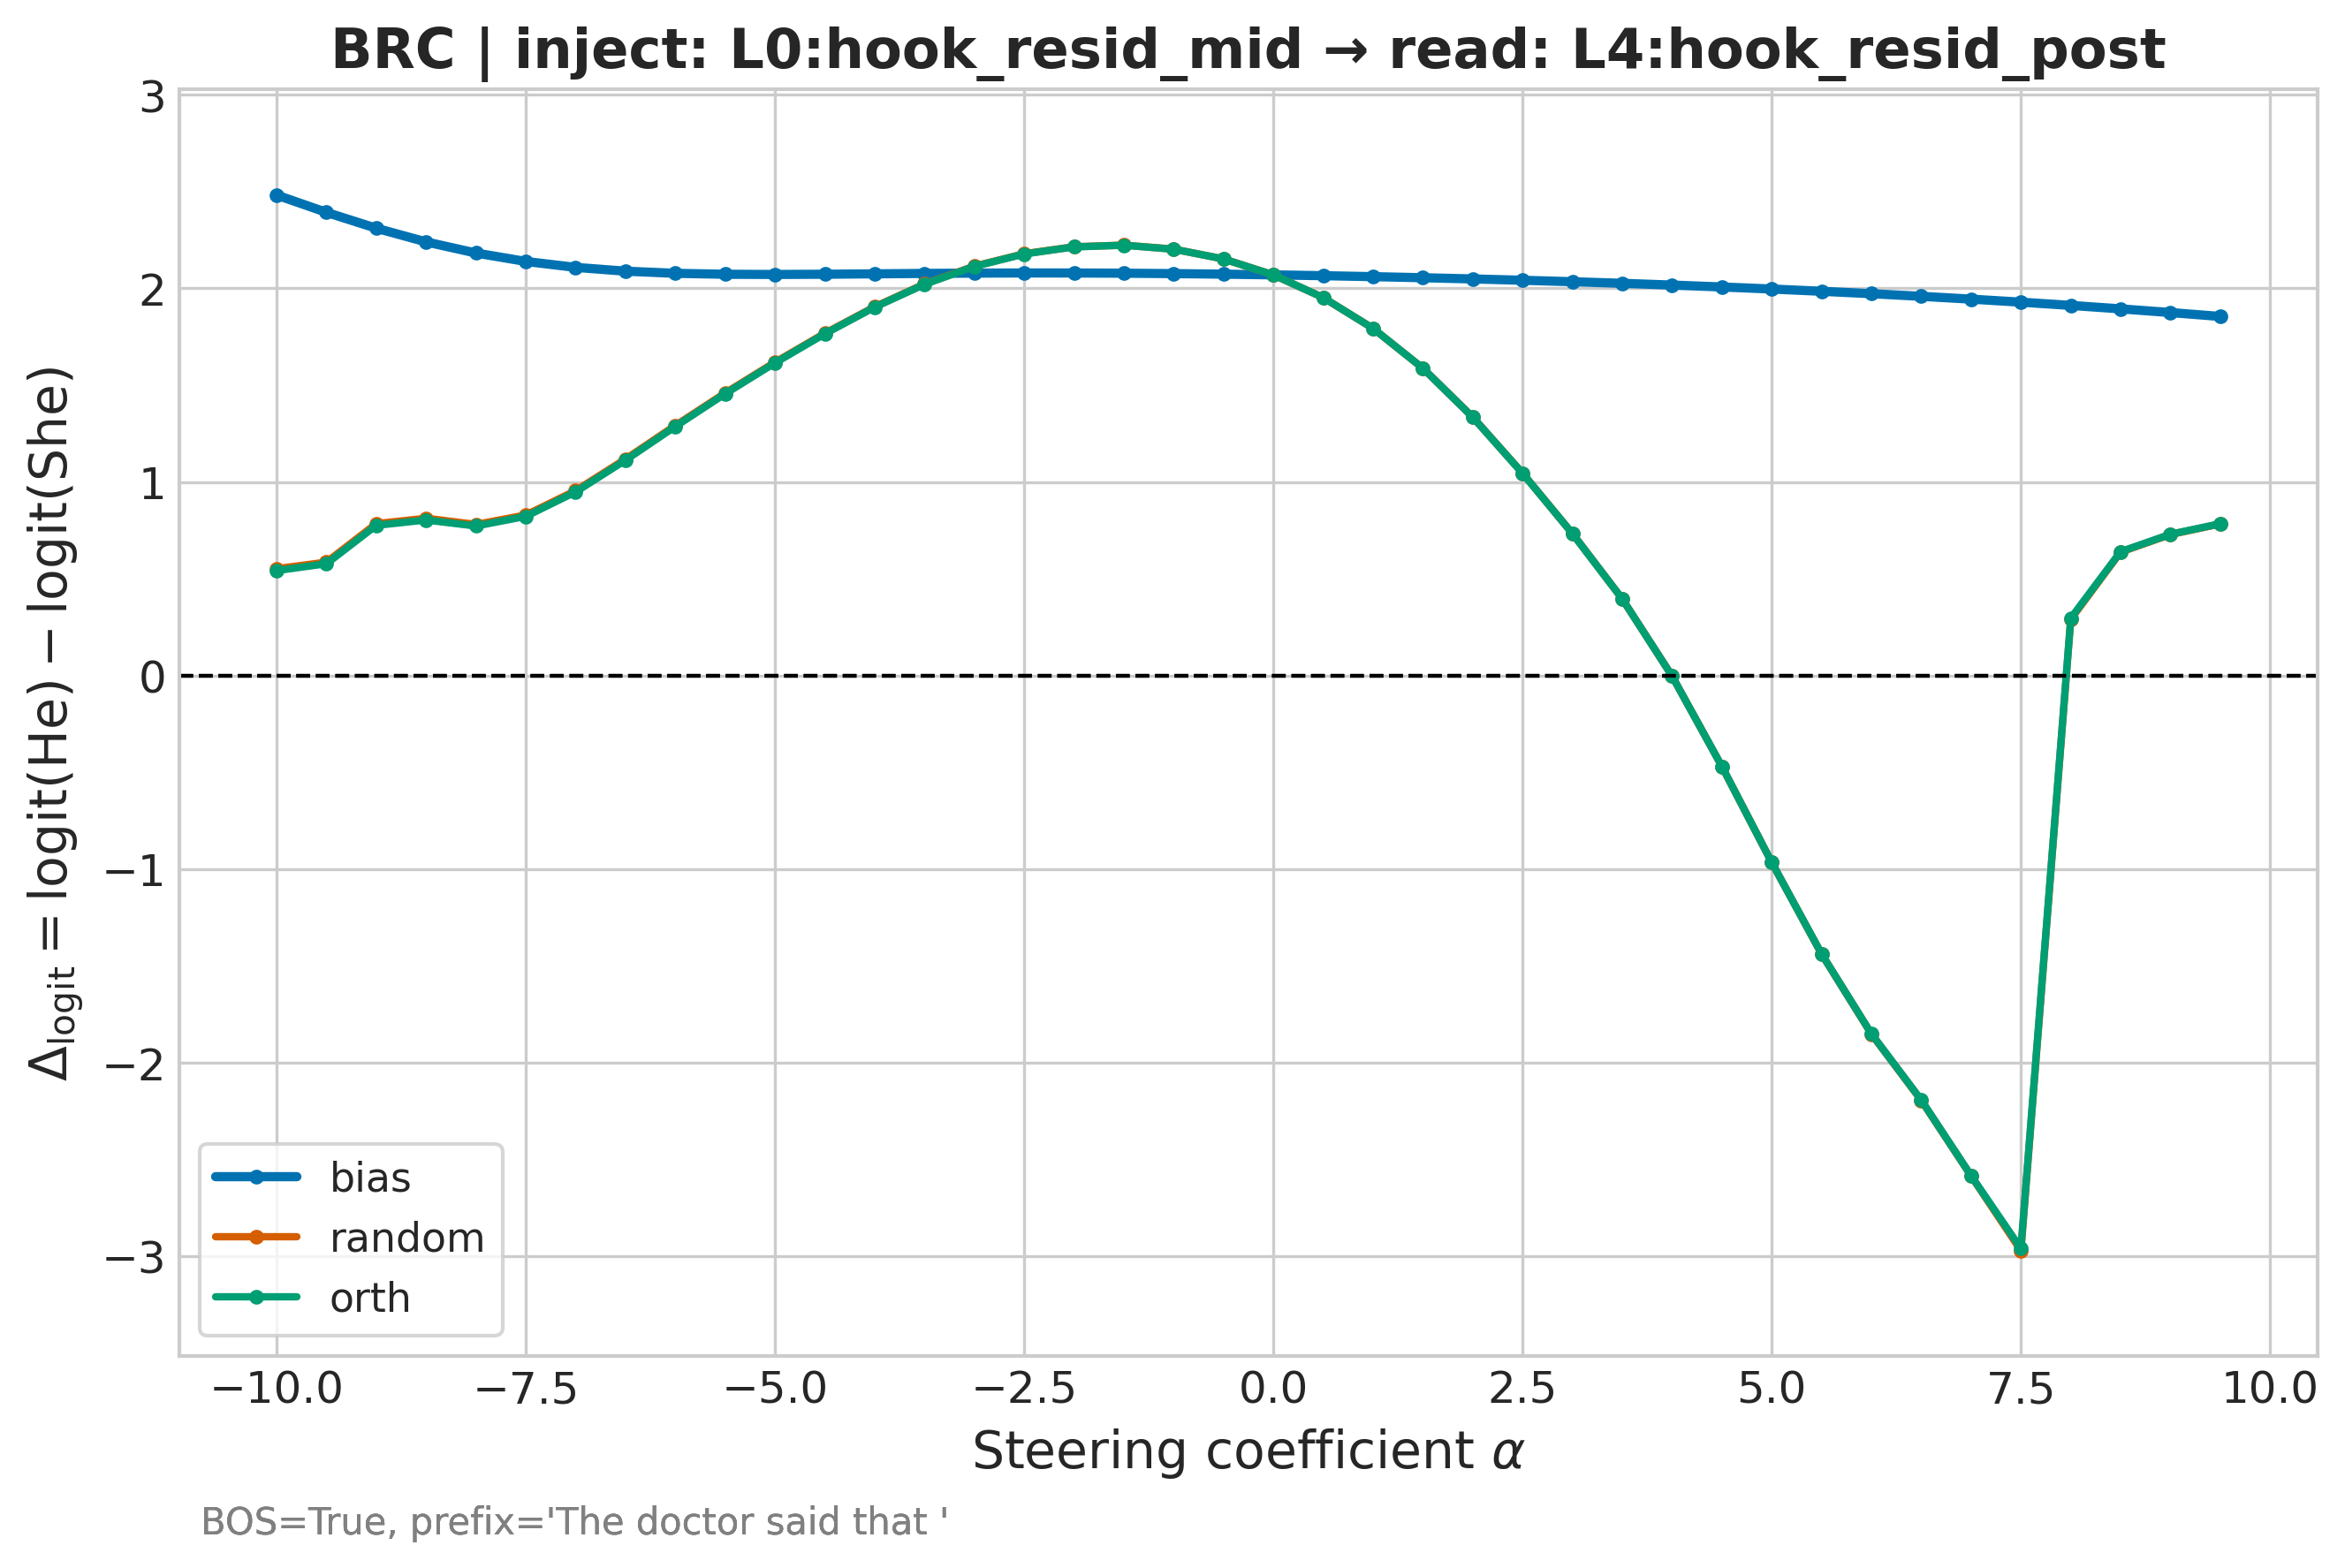 BRC | inject: L0:hook_resid_mid → read: L4:hook_resid_post
Δlogit = logit(He) − logit(She)
3
2
1
0
−1
−2
−3
bias
random
orth
−10.0 −7.5 −5.0 −2.5 0.0 2.5 5.0 7.5 10.0
Steering coefficient α
BOS=True, prefix='The doctor said that '